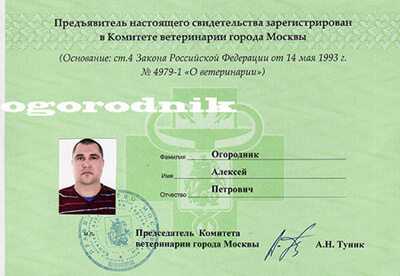 Предъявитель настоящего свидетельства зарегистрирован
в Комитете ветеринарии города Москвы
(Основание: ст.4 Закона Российской Федерации от 14 мая 1993 г.
№ 4979-1 «О ветеринарии»)
ogorodnik
Фамилия Огородник
Имя Алексей
Отчество Петрович
м.п.
Председатель Комитета
ветеринарии города Москвы А.Н. Туник